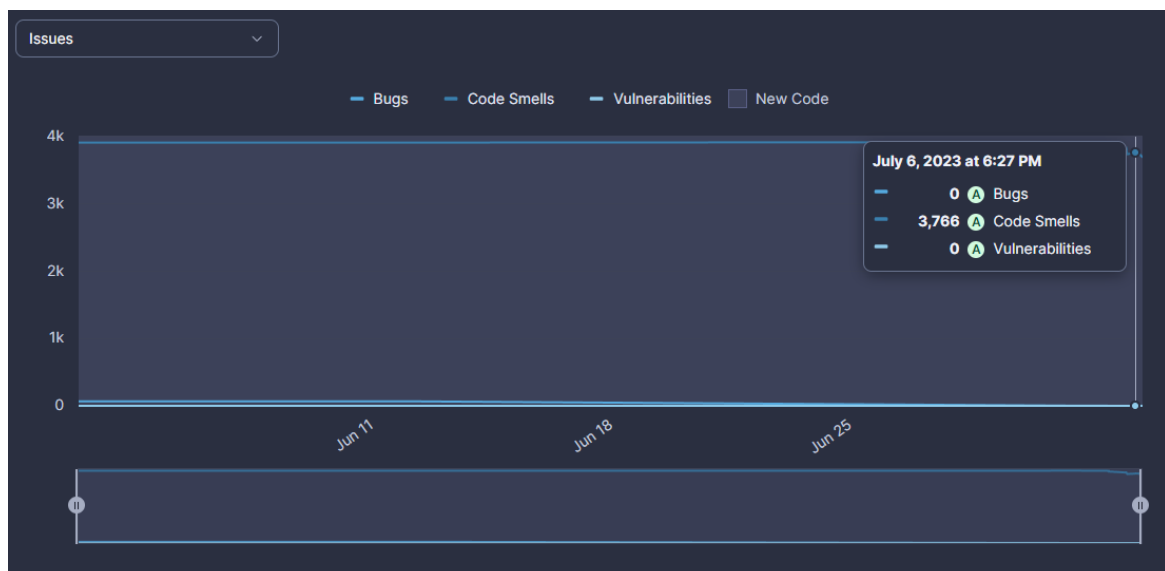 Issues
Bugs Code Smells Vulnerabilities New Code
4k
July 6, 2023 at 6:27 PM
0 A Bugs
3,766 A Code Smells
0 A Vulnerabilities
3k
2k
1k
0
Jun 11 Jun 18 Jun 25